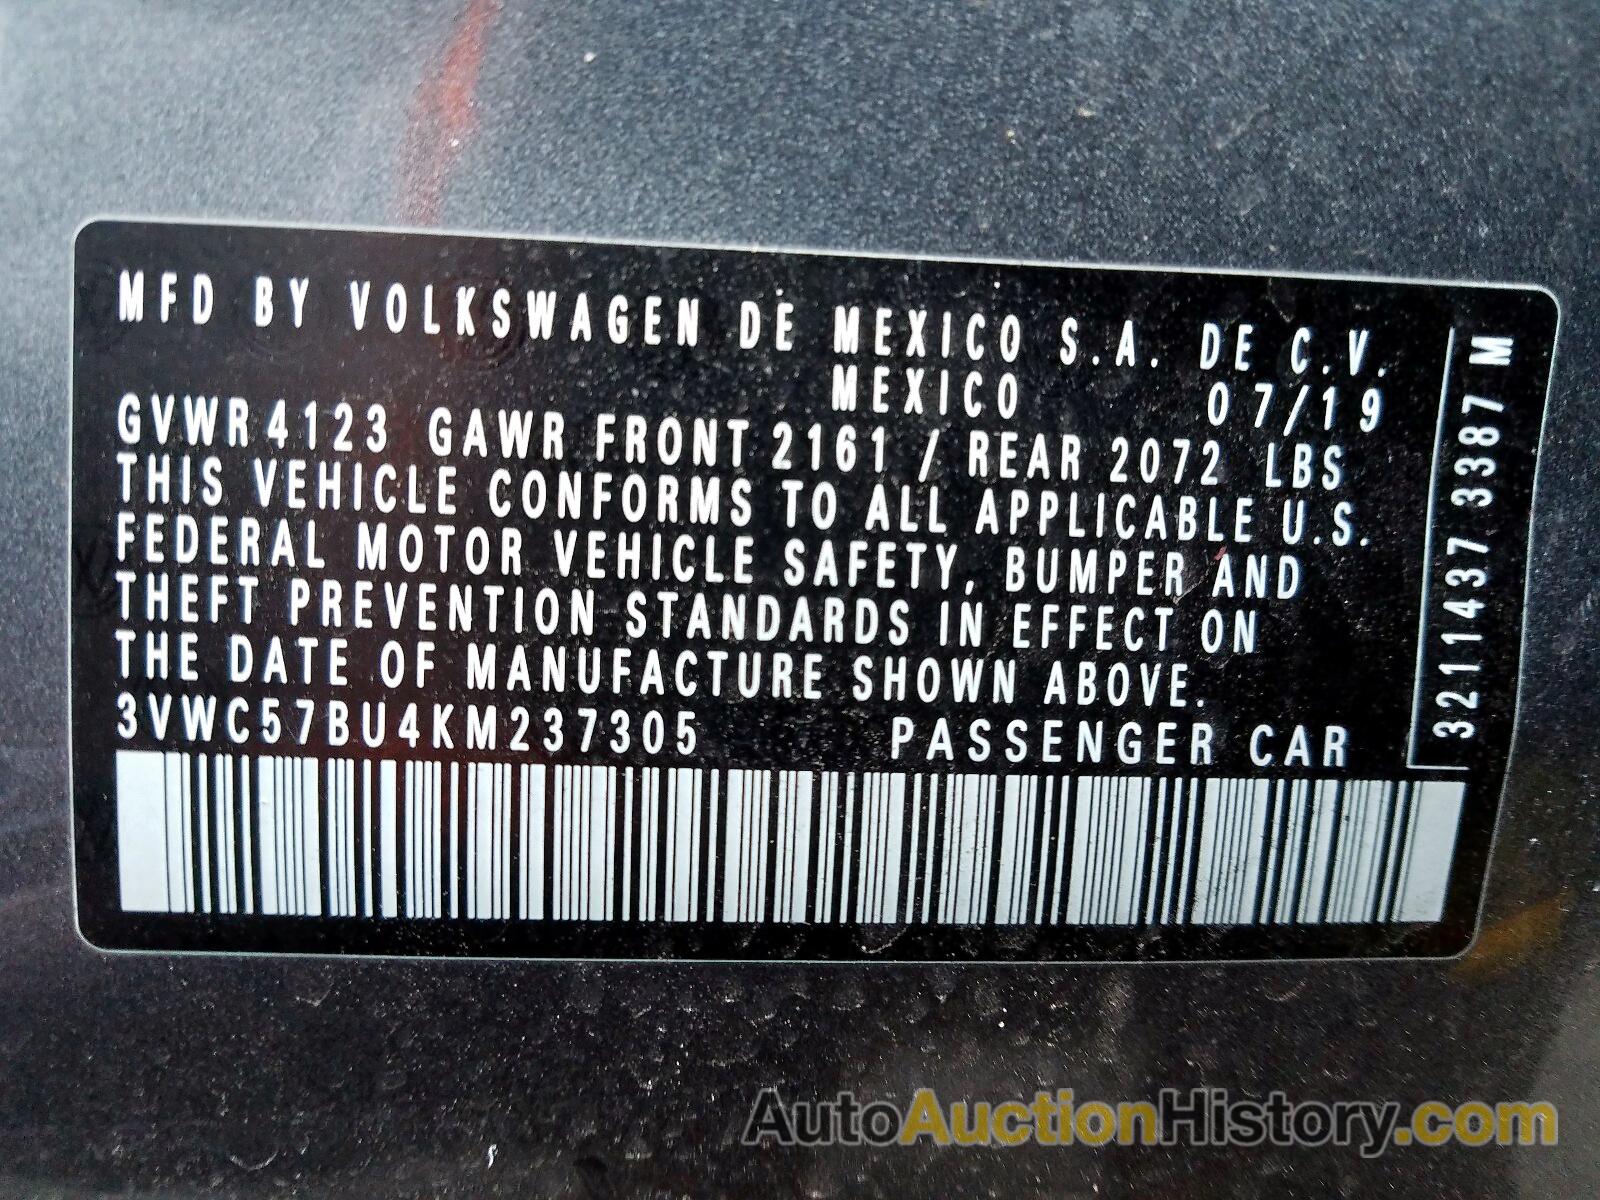 MFD BY VOLKSWAGEN DE MEXICO S.A. DE C.V.
MEXICO 07/19
GVWR 4123 GAWR FRONT 2161 / REAR 2072 LBS
THIS VEHICLE CONFORMS TO ALL APPLICABLE U.S.
FEDERAL MOTOR VEHICLE SAFETY, BUMPER AND
THEFT PREVENTION STANDARDS IN EFFECT ON
THE DATE OF MANUFACTURE SHOWN ABOVE.
3VWC57BU4KM237305 PASSENGER CAR
3211437 3387 M
AutoAuctionHistory.com